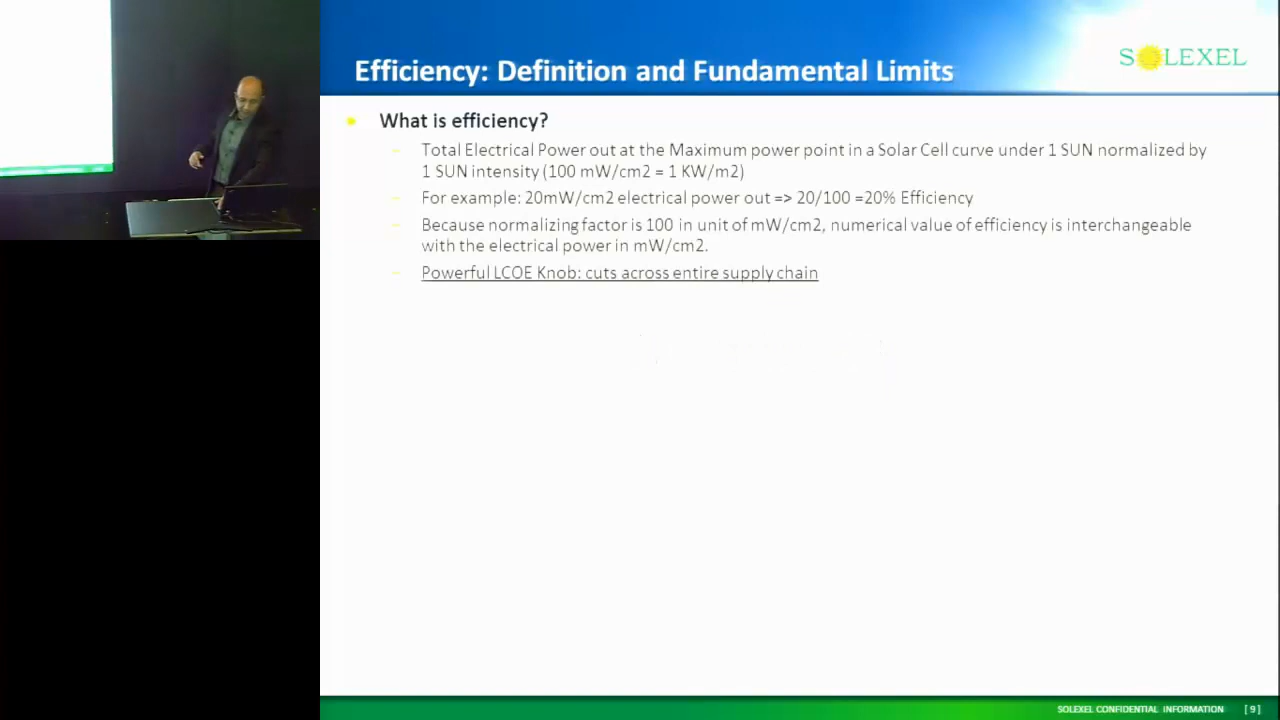 Efficiency: Definition and Fundamental Limits
SOLEXEL
What is efficiency?
Total Electrical Power out at the Maximum power point in a Solar Cell curve under 1 SUN normalized by
1 SUN intensity (100 mW/cm2 = 1 KW/m2)
For example: 20mW/cm2 electrical power out => 20/100 =20% Efficiency
Because normalizing factor is 100 in unit of mW/cm2, numerical value of efficiency is interchangeable
with the electrical power in mW/cm2.
Powerful LCOE Knob: cuts across entire supply chain
SOLEXEL CONFIDENTIAL INFORMATION [ 9 ]